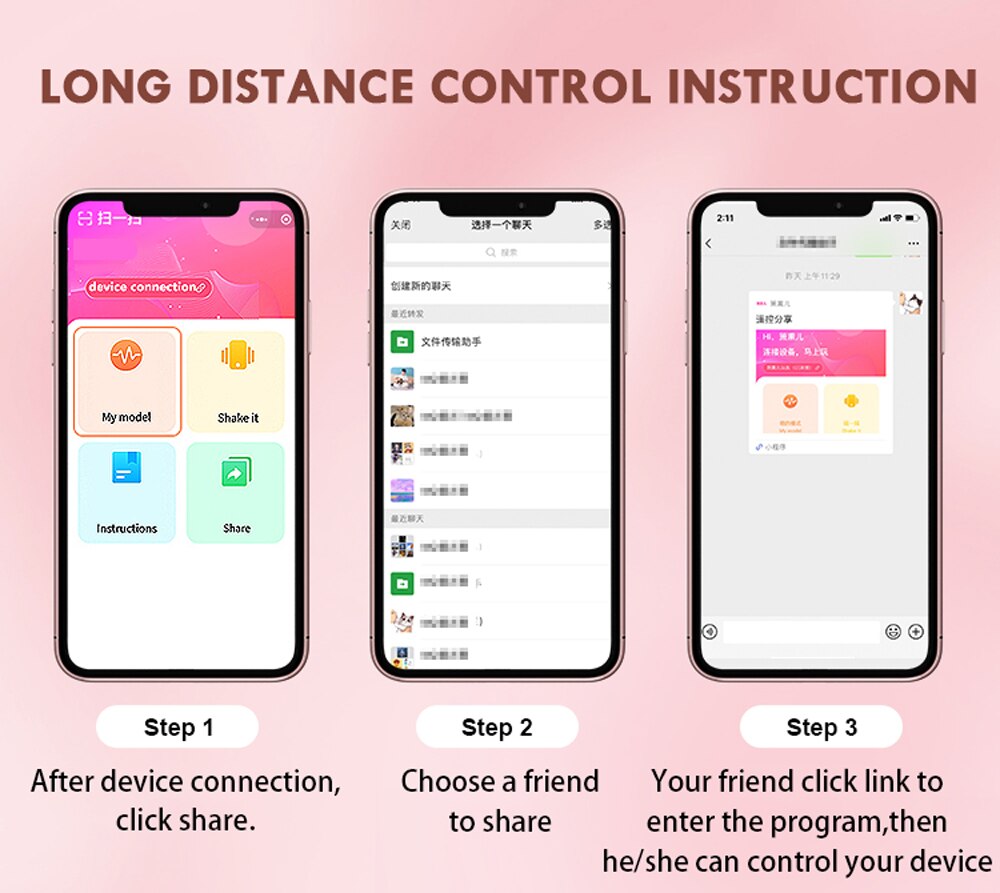 LONG DISTANCE CONTROL INSTRUCTION
扫一扫
device connection
My model
Shake it
Instructions
Share
关闭
选择一个聊天
多选
搜索
创建新的聊天
最近转发
文件传输助手
最近聊天
2:11
昨天 上午11:29
遥控分享
连接设备，马上玩
My model
Shake it
小程序
Step 1
After device connection,
click share.
Step 2
Choose a friend
to share
Step 3
Your friend click link to
enter the program,then
he/she can control your device